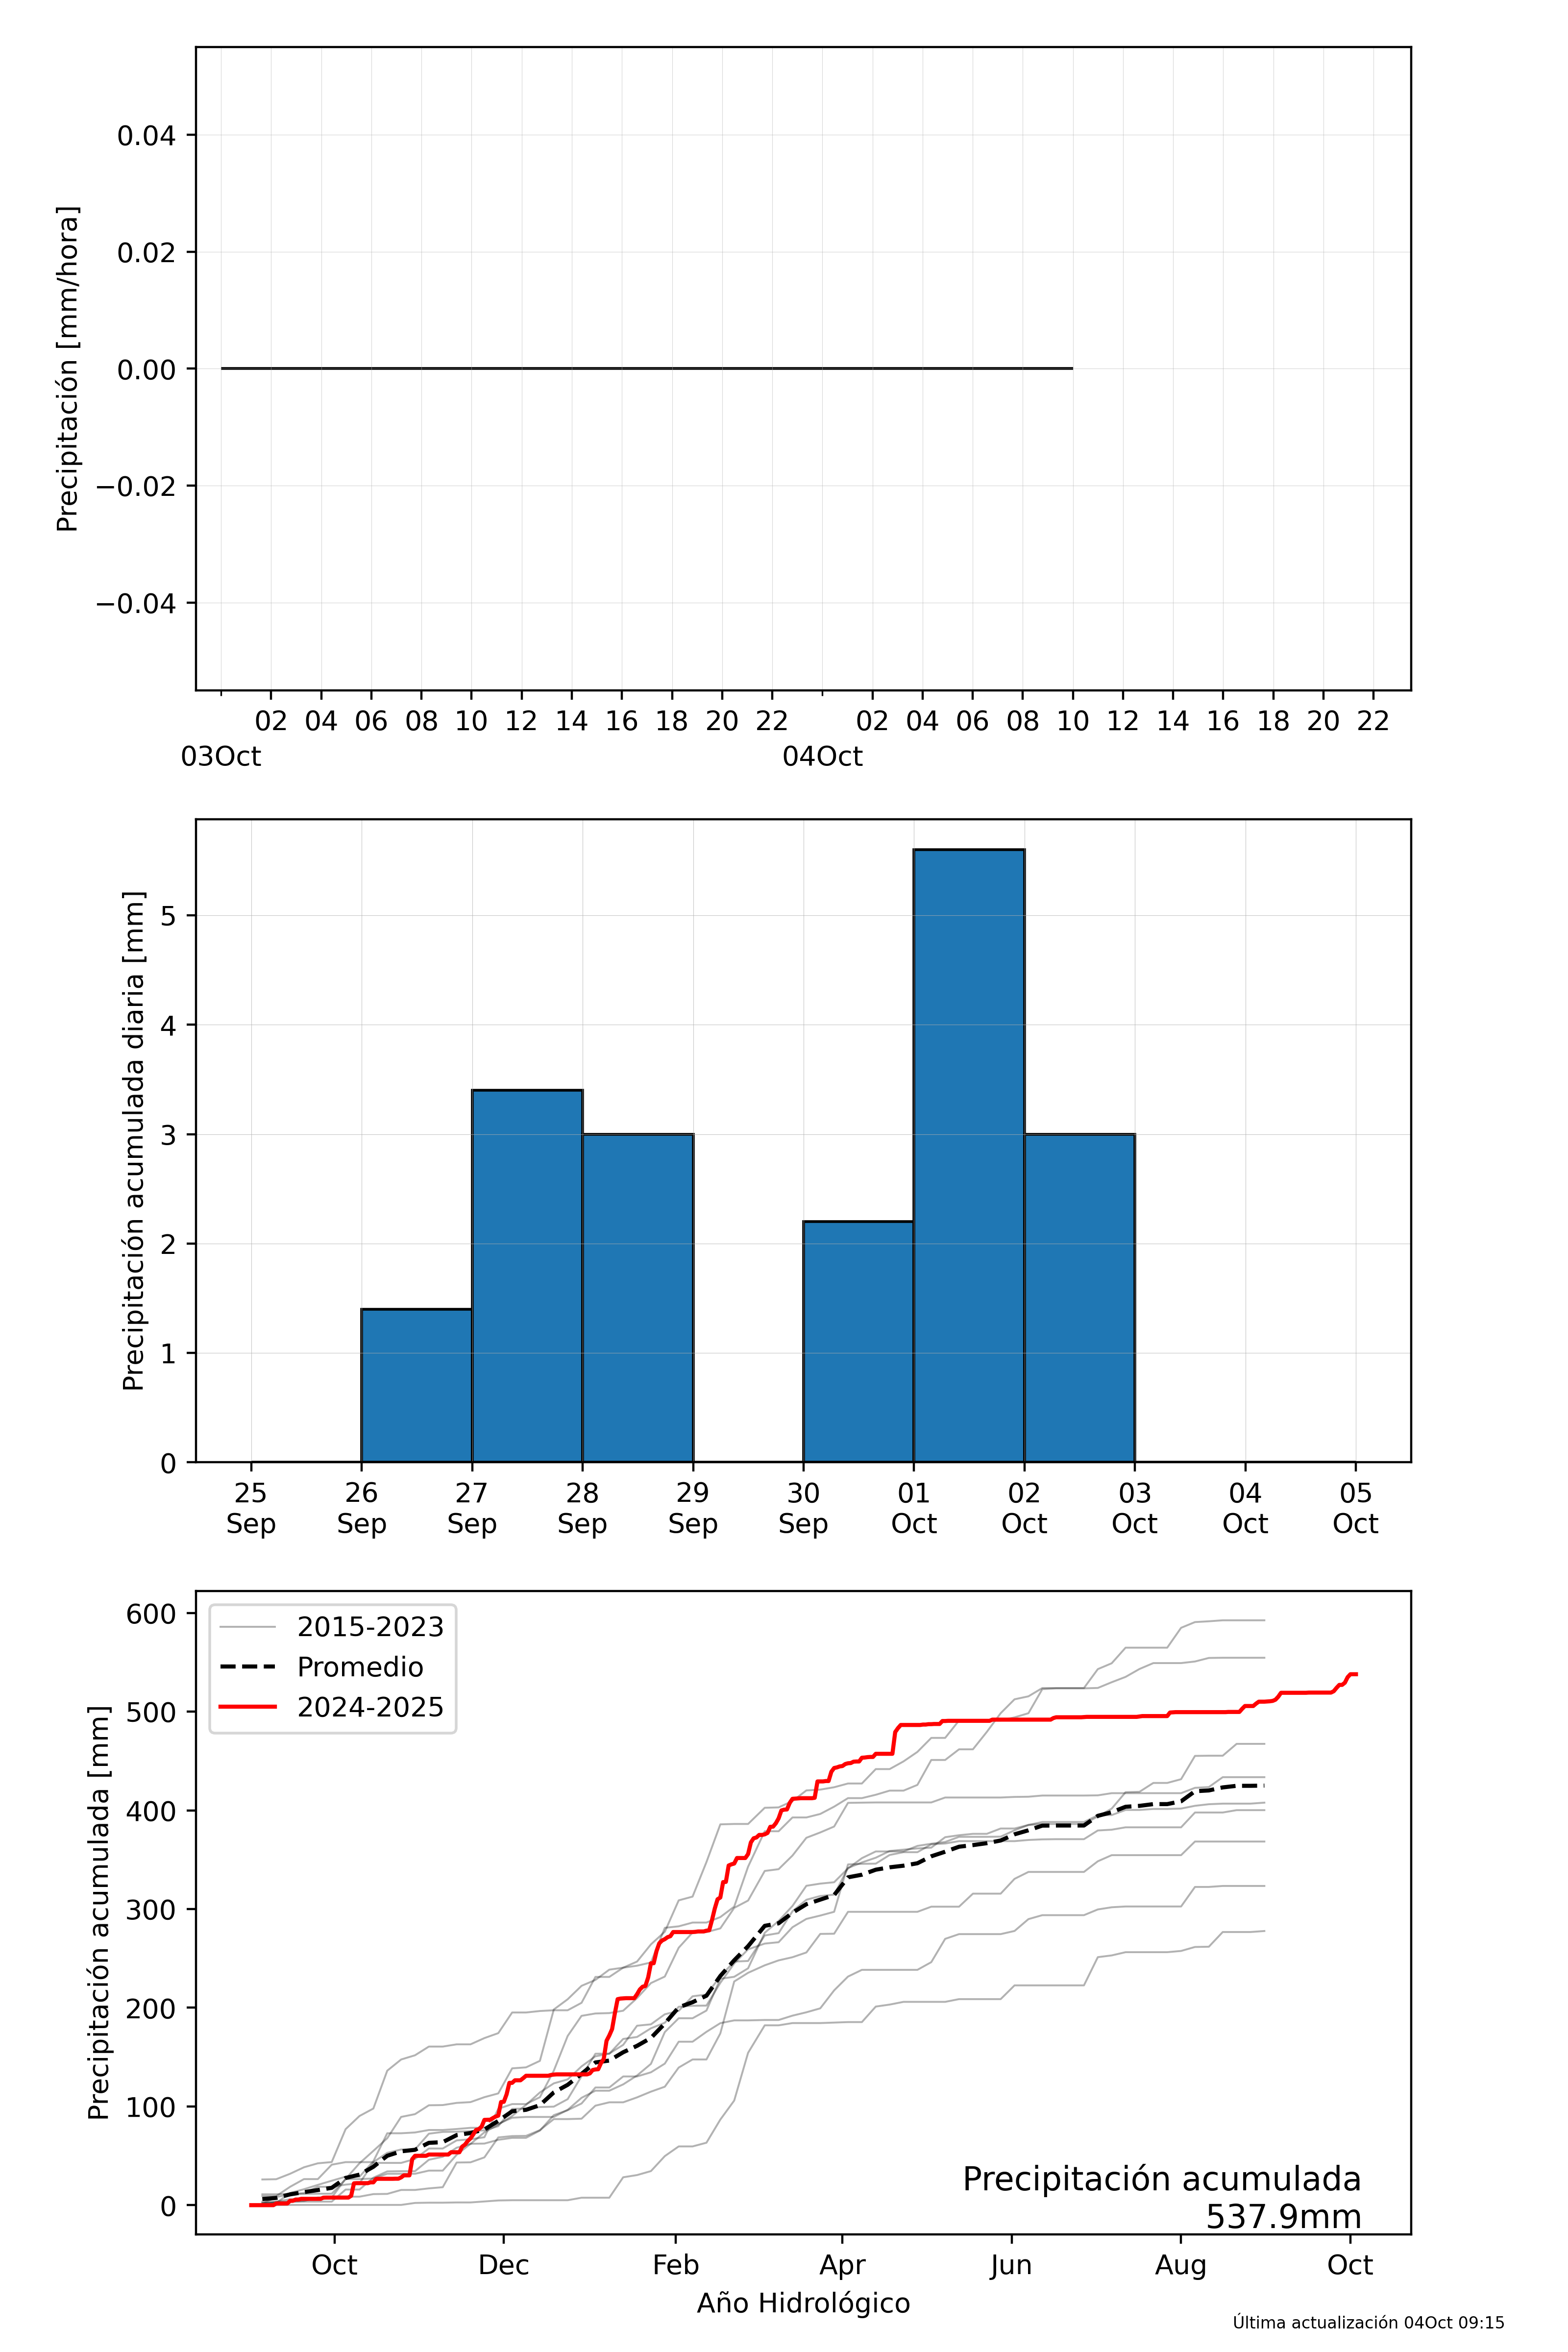 0.04
0.02
0.00
−0.02
−0.04
Precipitación [mm/hora]
02 04 06 08 10 12 14 16 18 20 22 02 04 06 08 10 12 14 16 18 20 22
03Oct 04Oct
5
4
3
2
1
0
Precipitación acumulada diaria [mm]
25 26 27 28 29 30 01 02 03 04 05
Sep Sep Sep Sep Sep Sep Oct Oct Oct Oct Oct
600
500
400
300
200
100
0
Precipitación acumulada [mm]
2015-2023
Promedio
2024-2025
Precipitación acumulada
537.9mm
Oct Dec Feb Apr Jun Aug Oct
Año Hidrológico
Última actualización 04Oct 09:15